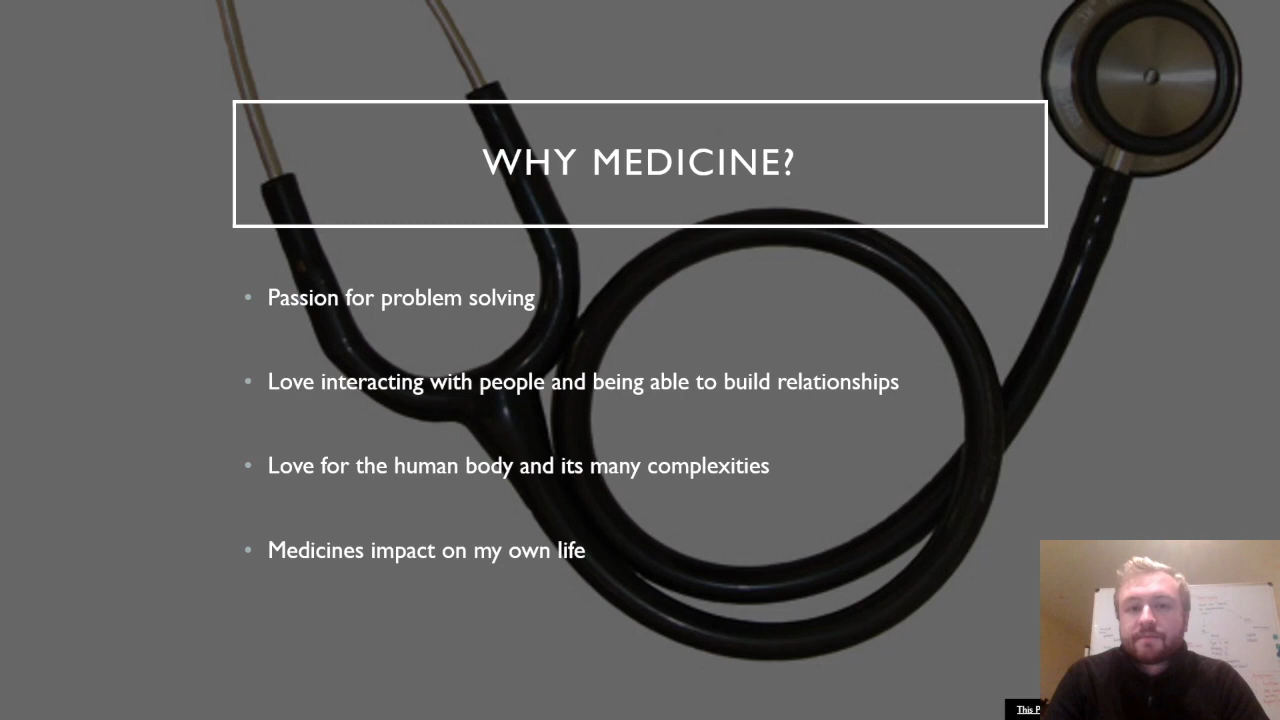 WHY MEDICINE?
• Passion for problem solving
• Love interacting with people and being able to build relationships
• Love for the human body and its many complexities
• Medicines impact on my own life
This P